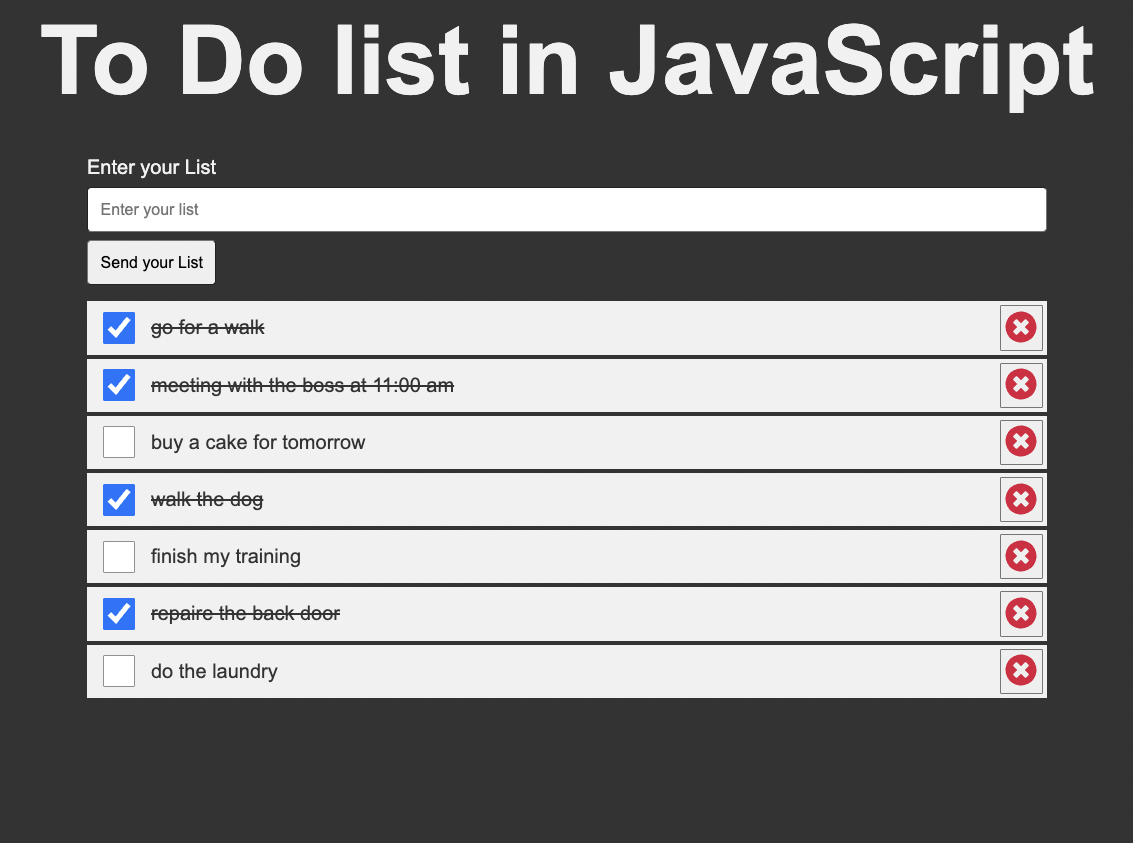 To Do list in JavaScript
Enter your List
Enter your list
Send your List
go for a walk
meeting with the boss at 11:00 am
buy a cake for tomorrow
walk the dog
finish my training
repaire the back door
do the laundry